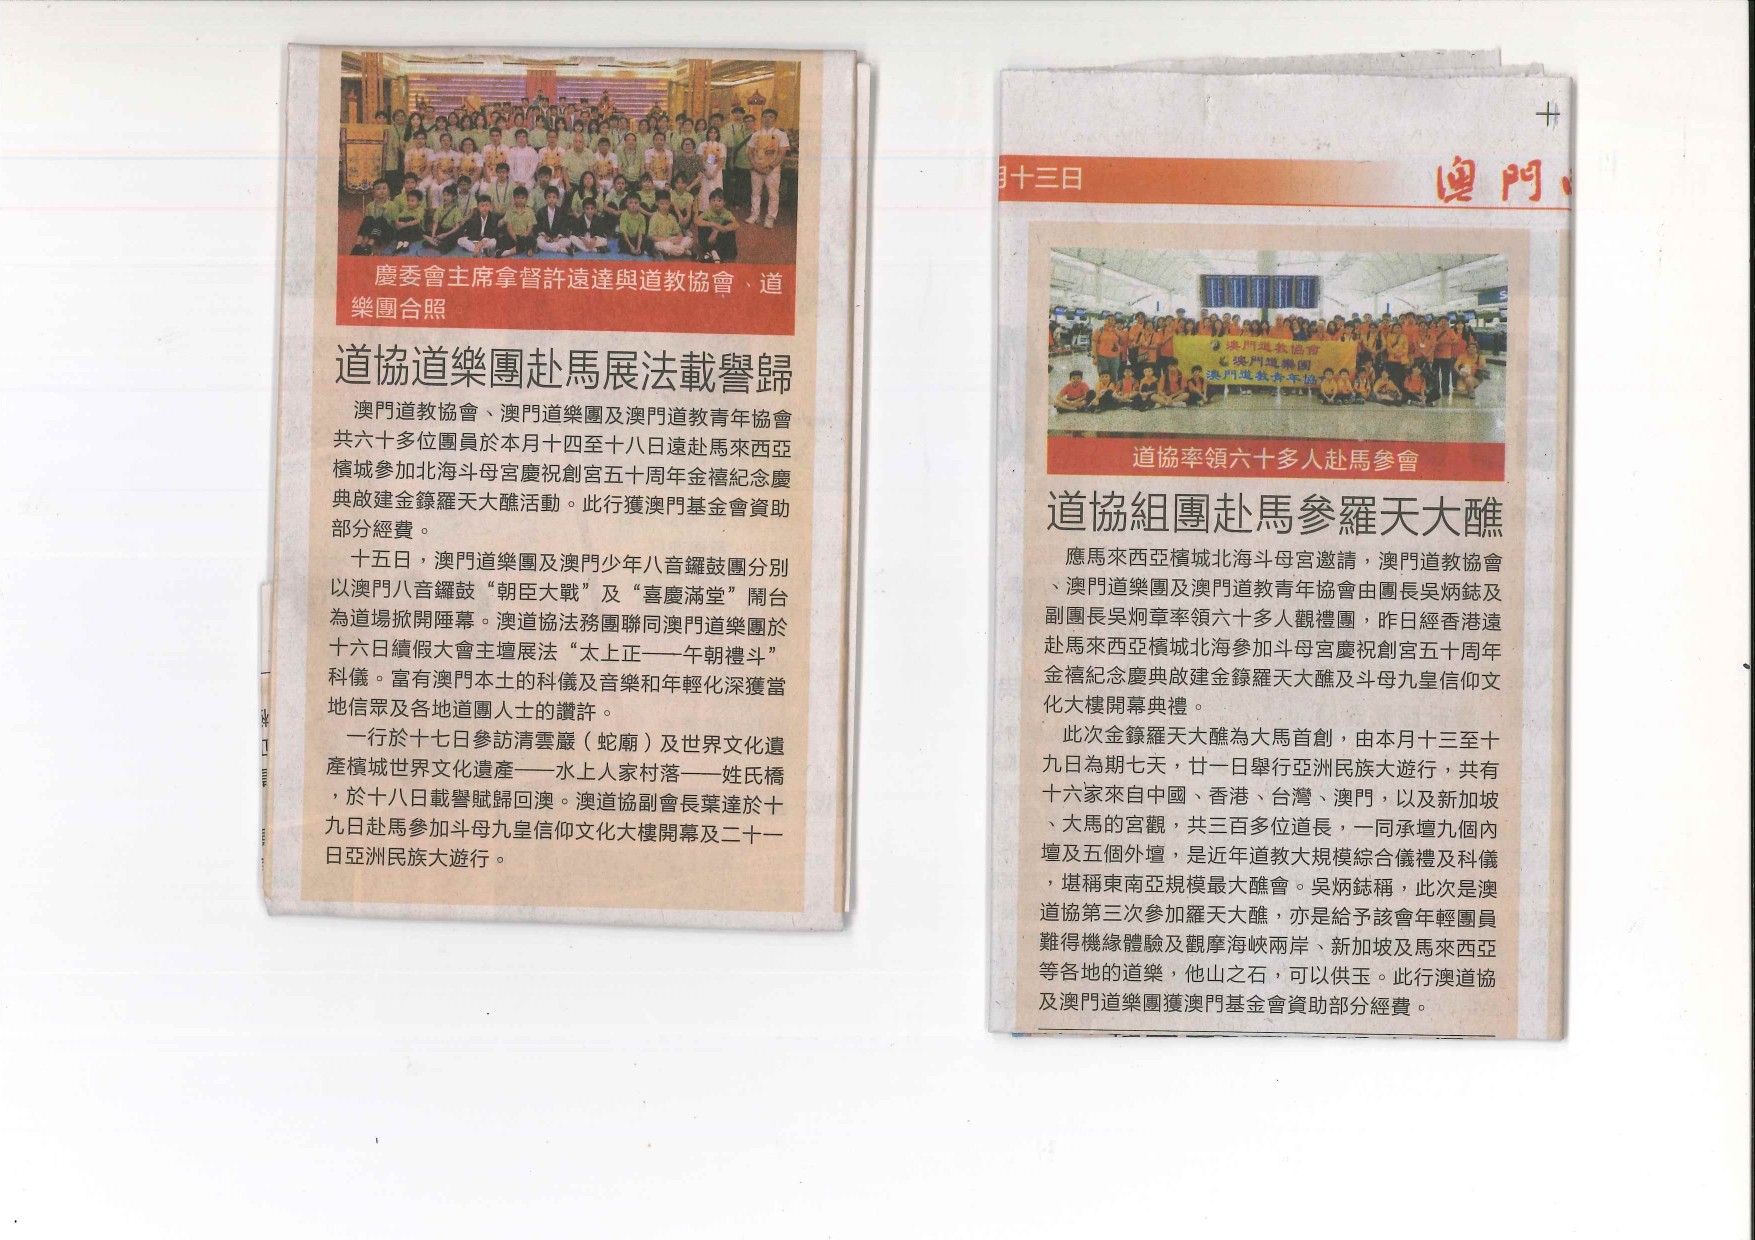 慶委會主席拿督許遠達與道教協會、道
樂團合照
道協道樂團赴馬展法載譽歸
澳門道教協會、澳門道樂團及澳門道教青年協會
共六十多位團員於本月十四至十八日遠赴馬來西亞
檳城參加北海斗母宮慶祝創宮五十周年金禧紀念慶
典啟建金籙羅天大醮活動。此行獲澳門基金會資助
部分經費。
十五日，澳門道樂團及澳門少年八音鑼鼓團分別
以澳門八音鑼鼓“朝臣大戰”及“喜慶滿堂”鬧台
為道場掀開陲幕。澳道協法務團聯同澳門道樂團於
十六日續假大會主壇展法“太上正一——午朝禮斗”
科儀。富有澳門本土的科儀及音樂和年輕化深獲當
地信眾及各地道團人士的讚許。
一行於十七日參訪清雲巖（蛇廟）及世界文化遺
產檳城世界文化遺產——水上人家村落——姓氏橋
，於十八日載譽賦歸回澳。澳道協副會長葉達於十
九日赴馬參加斗母九皇信仰文化大樓開幕及二十一
日亞洲民族大遊行。
月十三日
澳門
澳門道教協會
澳門道樂團
澳門道教青年協
道協率領六十多人赴馬參會
道協組團赴馬參羅天大醮
應馬來西亞檳城北海斗母宮邀請，澳門道教協會
、澳門道樂團及澳門道教青年協會由團長吳炳鋕及
副團長吳炯章率領六十多人觀禮團，昨日經香港遠
赴馬來西亞檳城北海參加斗母宮慶祝創宮五十周年
金禧紀念慶典啟建金籙羅天大醮及斗母九皇信仰文
化大樓開幕典禮。
此次金籙羅天大醮為大馬首創，由本月十三至十
九日為期七天，廿一日舉行亞洲民族大遊行，共有
十六家來自中國、香港、台灣、澳門，以及新加坡
、大馬的宮觀，共三百多位道長，一同承壇九個內
壇及五個外壇，是近年道教大規模綜合儀禮及科儀
，堪稱東南亞規模最大醮會。吳炳鋕稱，此次是澳
道協第三次參加羅天大醮，亦是給予該會年輕團員
難得機緣體驗及觀摩海峽兩岸、新加坡及馬來西亞
等各地的道樂，他山之石，可以供玉。此行澳道協
及澳門道樂團獲澳門基金會資助部分經費。